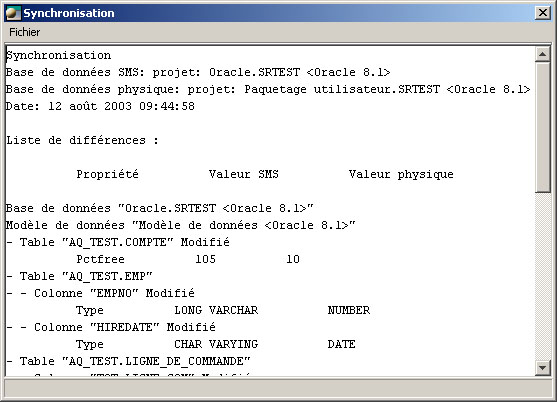 Synchronisation
Fichier
Synchronisation
Base de données SMS: projet: Oracle.SRTEST <Oracle 8.1>
Base de données physique: projet: Paquetage utilisateur.SRTEST <Oracle 8.1>
Date: 12 août 2003 09:44:58
Liste de différences :
Propriété Valeur SMS Valeur physique
Base de données "Oracle.SRTEST <Oracle 8.1>"
Modèle de données "Modèle de données <Oracle 8.1>"
- Table "AQ_TEST.COMPTE" Modifié
Pctfree 105 10
- Table "AQ_TEST.EMP"
- - Colonne "EMPNO" Modifié
Type LONG VARCHAR NUMBER
- - Colonne "HIREDATE" Modifié
Type CHAR VARYING DATE
- Table "AQ_TEST.LIGNE_DE_COMMANDE"